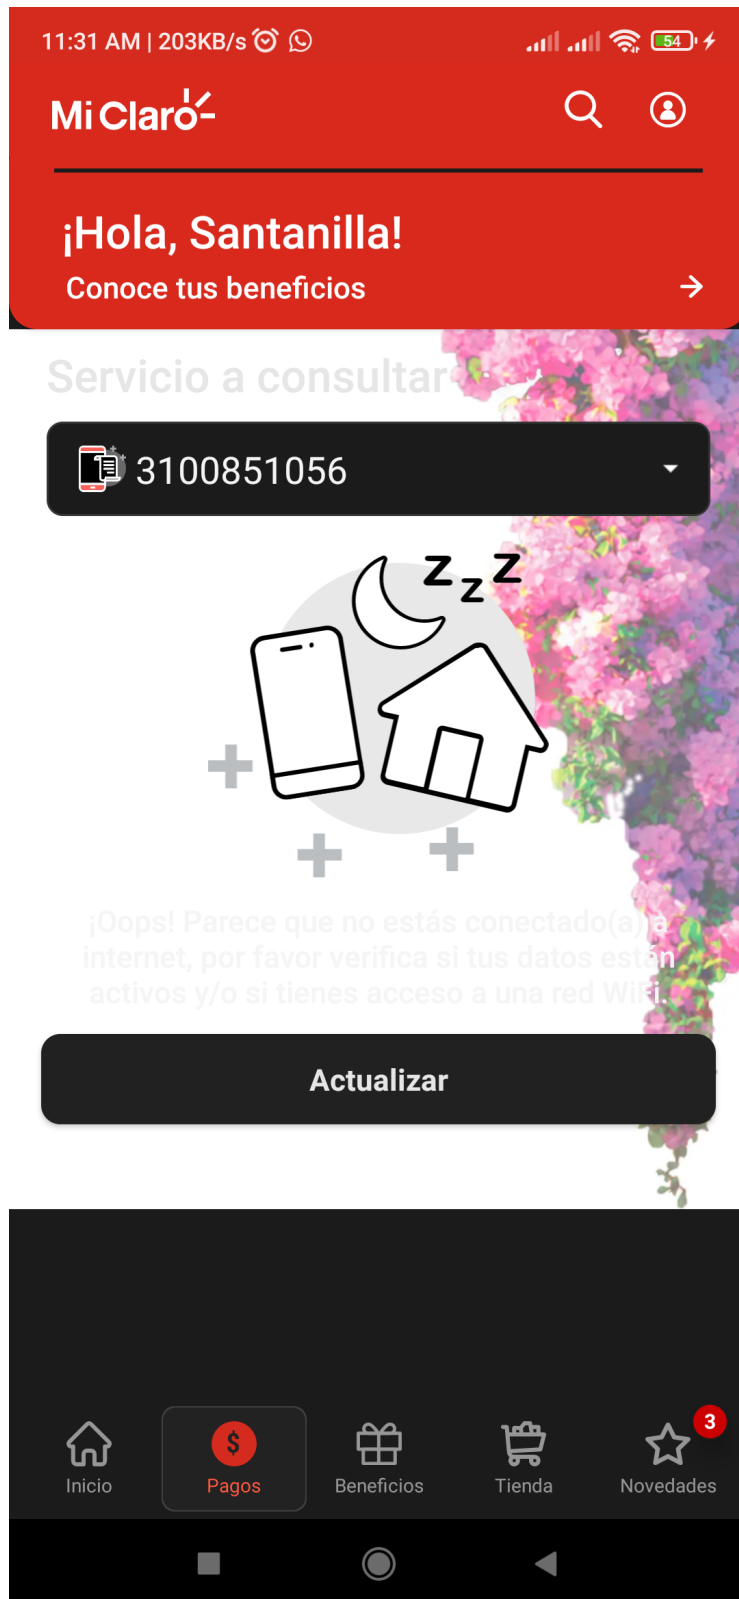 11:31 AM | 203KB/s
54
Mi Claro
¡Hola, Santanilla!
Conoce tus beneficios
Servicio a consultar
3100851056
z z z
¡Oops! Parece que no estás conectado(a) a
internet, por favor verifica si tus datos están
activos y/o si tienes acceso a una red WiFi.
Actualizar
3
$
Inicio
Pagos
Beneficios
Tienda
Novedades